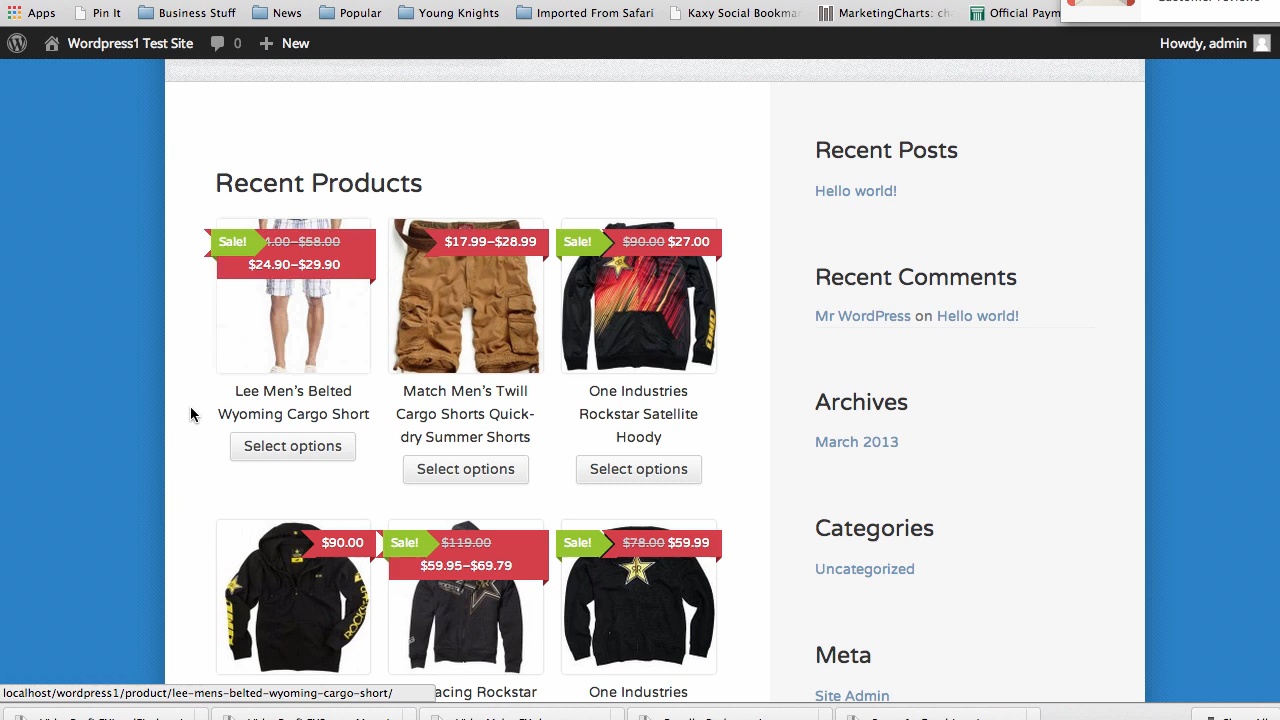 Apps
Pin It
Business Stuff
News
Popular
Young Knights
Imported From Safari
Kaxy Social Bookma
MarketingCharts:
Official Paym
Wordpress1 Test Site
0
New
Howdy, admin
Recent Products
Sale!
4.00–$58.00
$24.90–$29.90
$17.99–$28.99
Sale!
$90.00 $27.00
Lee Men's Belted
Wyoming Cargo Short
Select options
Match Men's Twill
Cargo Shorts Quick-
dry Summer Shorts
Select options
One Industries
Rockstar Satellite
Hoody
Select options
$90.00
Sale!
$119.00
$59.95–$69.79
Sale!
$78.00 $59.99
ROCKSTAR
acing Rockstar
One Industries
Recent Posts
Hello world!
Recent Comments
Mr WordPress on Hello world!
Archives
March 2013
Categories
Uncategorized
Meta
Site Admin
localhost/wordpress1/product/lee-mens-belted-wyoming-cargo-short/